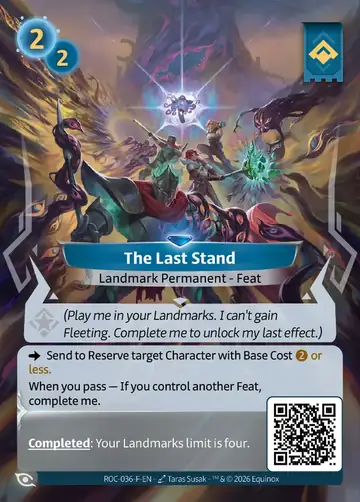 2
2
The Last Stand
Landmark Permanent - Feat
(Play me in your Landmarks. I can't gain
Fleeting. Complete me to unlock my last effect.)
Send to Reserve target Character with Base Cost 2 or
less.
When you pass — If you control another Feat,
complete me.
Completed: Your Landmarks limit is four.
ROC-036-F-EN - Taras Susak - ™ & © 2026 Equinox